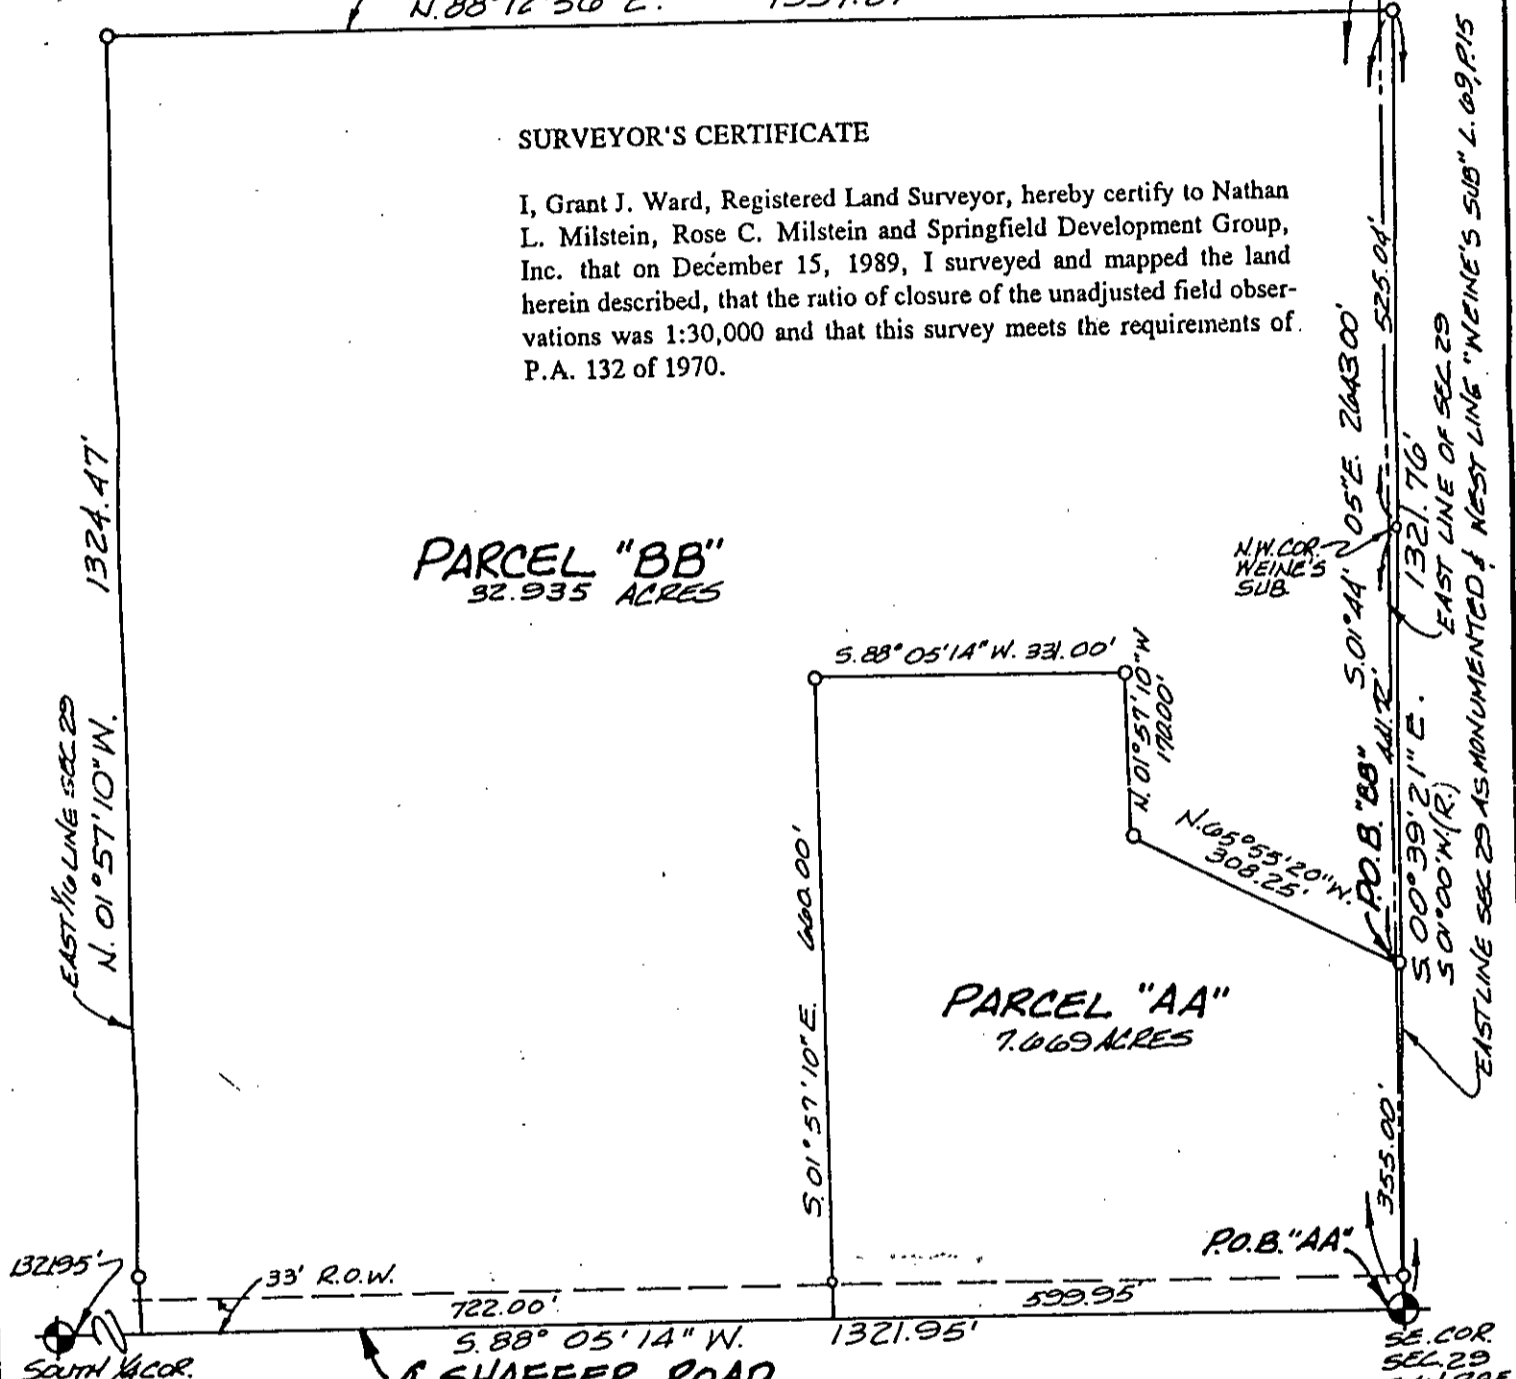 N. 88°12'56" E.
SURVEYOR'S CERTIFICATE
I, Grant J. Ward, Registered Land Surveyor, hereby certify to Nathan
L. Milstein, Rose C. Milstein and Springfield Development Group,
Inc. that on December 15, 1989, I surveyed and mapped the land
herein described, that the ratio of closure of the unadjusted field obser-
vations was 1:30,000 and that this survey meets the requirements of
P.A. 132 of 1970.
1324.47'
EAST 1/16 LINE SEC. 29
N. 01°57'10" W.
PARCEL "BB"
32.935 ACRES
N.W. COR.
WEINE'S
SUB.
S. 88°05'14" W. 331.00'
N. 01°57'10" W
170.00'
N. 65°55'20" W.
308.25'
S. 01°57'10" E. 660.00'
PARCEL "AA"
7.669 ACRES
P.O.B. "BB"
S. 01°44'05" E. 2643.00'
525.04'
441.72'
1321.76'
S. 00°39'21" E.
S 01°00' W (R.)
EAST LINE OF SEC. 29
EAST LINE SEC. 29 AS MONUMENTED & WEST LINE "WEINE'S SUB" L. 69, P. 15
355.00'
P.O.B. "AA"
1321.95'
33' R.O.W.
722.00'
599.95'
S. 88° 05' 14" W. 1321.95'
SHAFFER ROAD
SOUTH 1/4 COR.
SE. COR.
SEC. 29